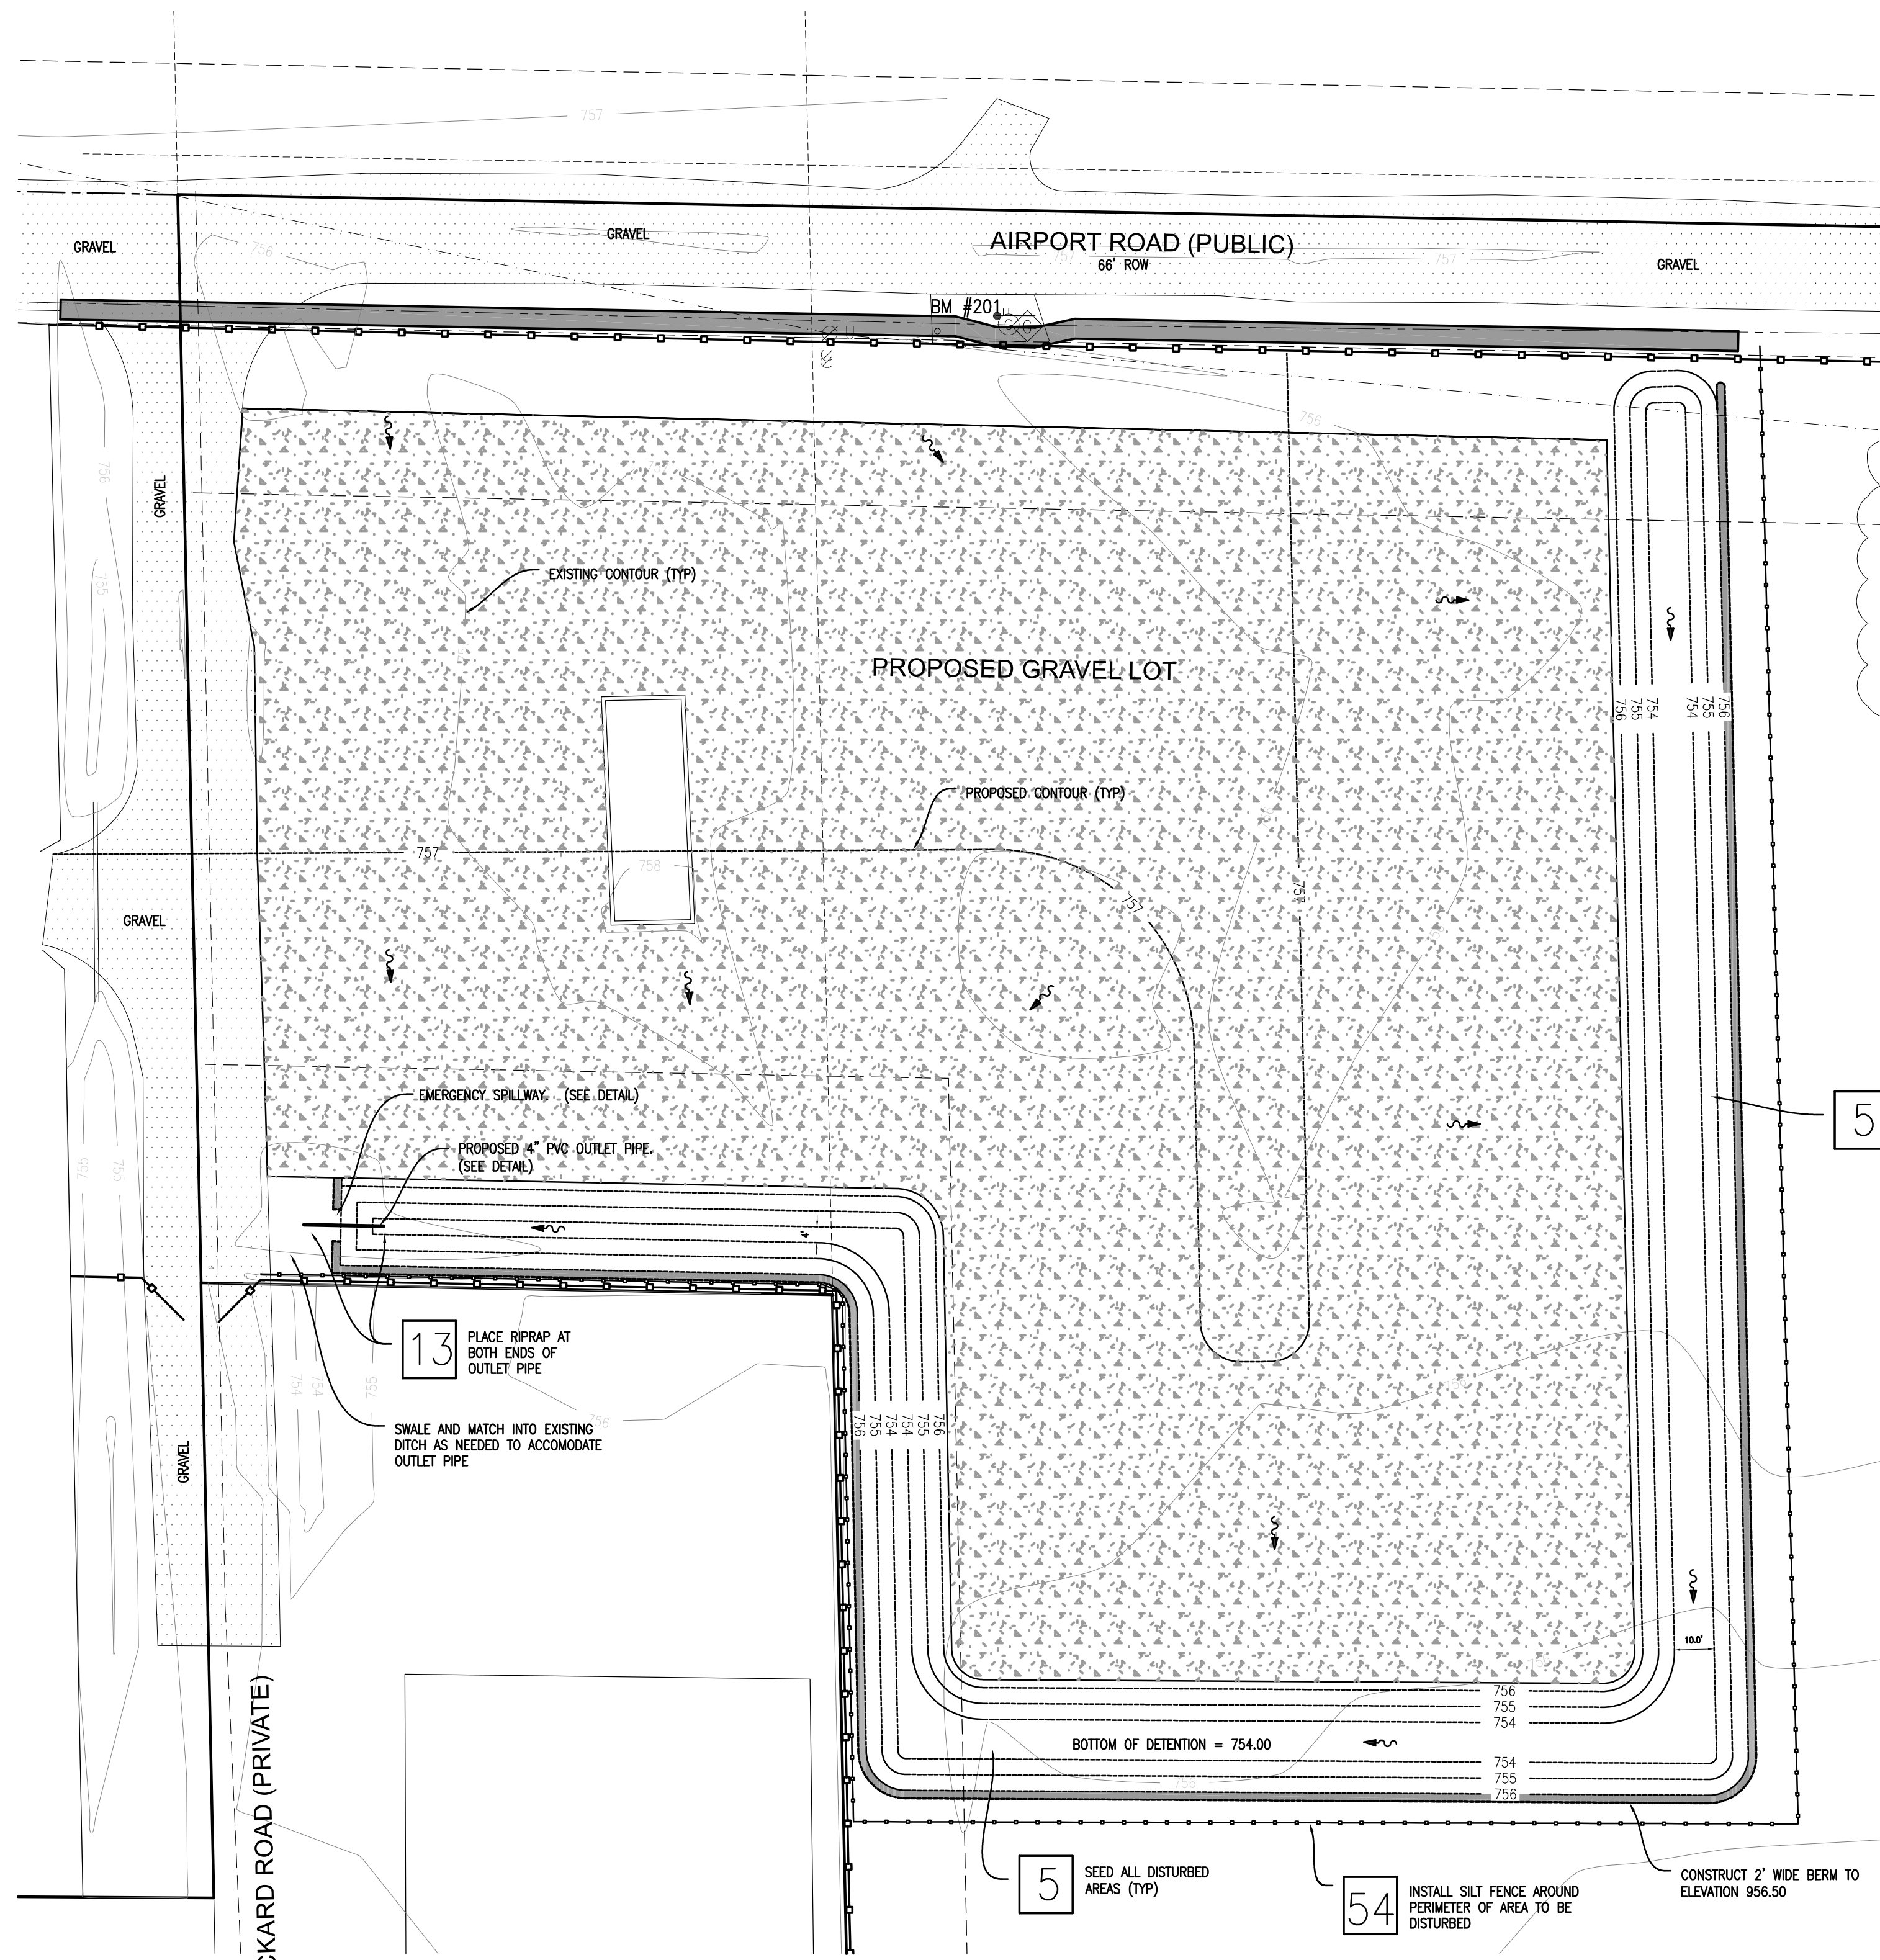 757
GRAVEL
GRAVEL
756
AIRPORT ROAD (PUBLIC)
66' ROW
757
757
GRAVEL
BM #201
E
G
G
756
756
GRAVEL
755
EXISTING CONTOUR (TYP)
PROPOSED GRAVEL LOT
756
755
754
754
755
756
PROPOSED CONTOUR (TYP)
757
758
757
757
GRAVEL
EMERGENCY SPILLWAY. (SEE DETAIL)
PROPOSED 4" PVC OUTLET PIPE.
(SEE DETAIL)
5
755
755
4'
13
PLACE RIPRAP AT
BOTH ENDS OF
OUTLET PIPE
754
754
755
756
756
755
754
754
755
756
SWALE AND MATCH INTO EXISTING
DITCH AS NEEDED TO ACCOMODATE
OUTLET PIPE
GRAVEL
10.0'
756
755
754
BOTTOM OF DETENTION = 754.00
754
755
756
756
CKARD ROAD (PRIVATE)
5
SEED ALL DISTURBED
AREAS (TYP)
54
INSTALL SILT FENCE AROUND
PERIMETER OF AREA TO BE
DISTURBED
CONSTRUCT 2' WIDE BERM TO
ELEVATION 956.50